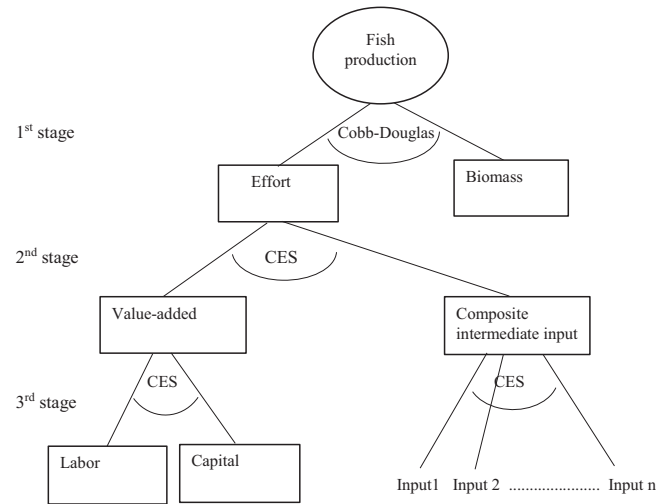 Fish
production
1st stage
Cobb-Douglas
Effort
Biomass
2nd stage
CES
Value-added
Composite
intermediate input
CES
CES
3rd stage
Labor
Capital
Input1 Input 2 ...................... Input n